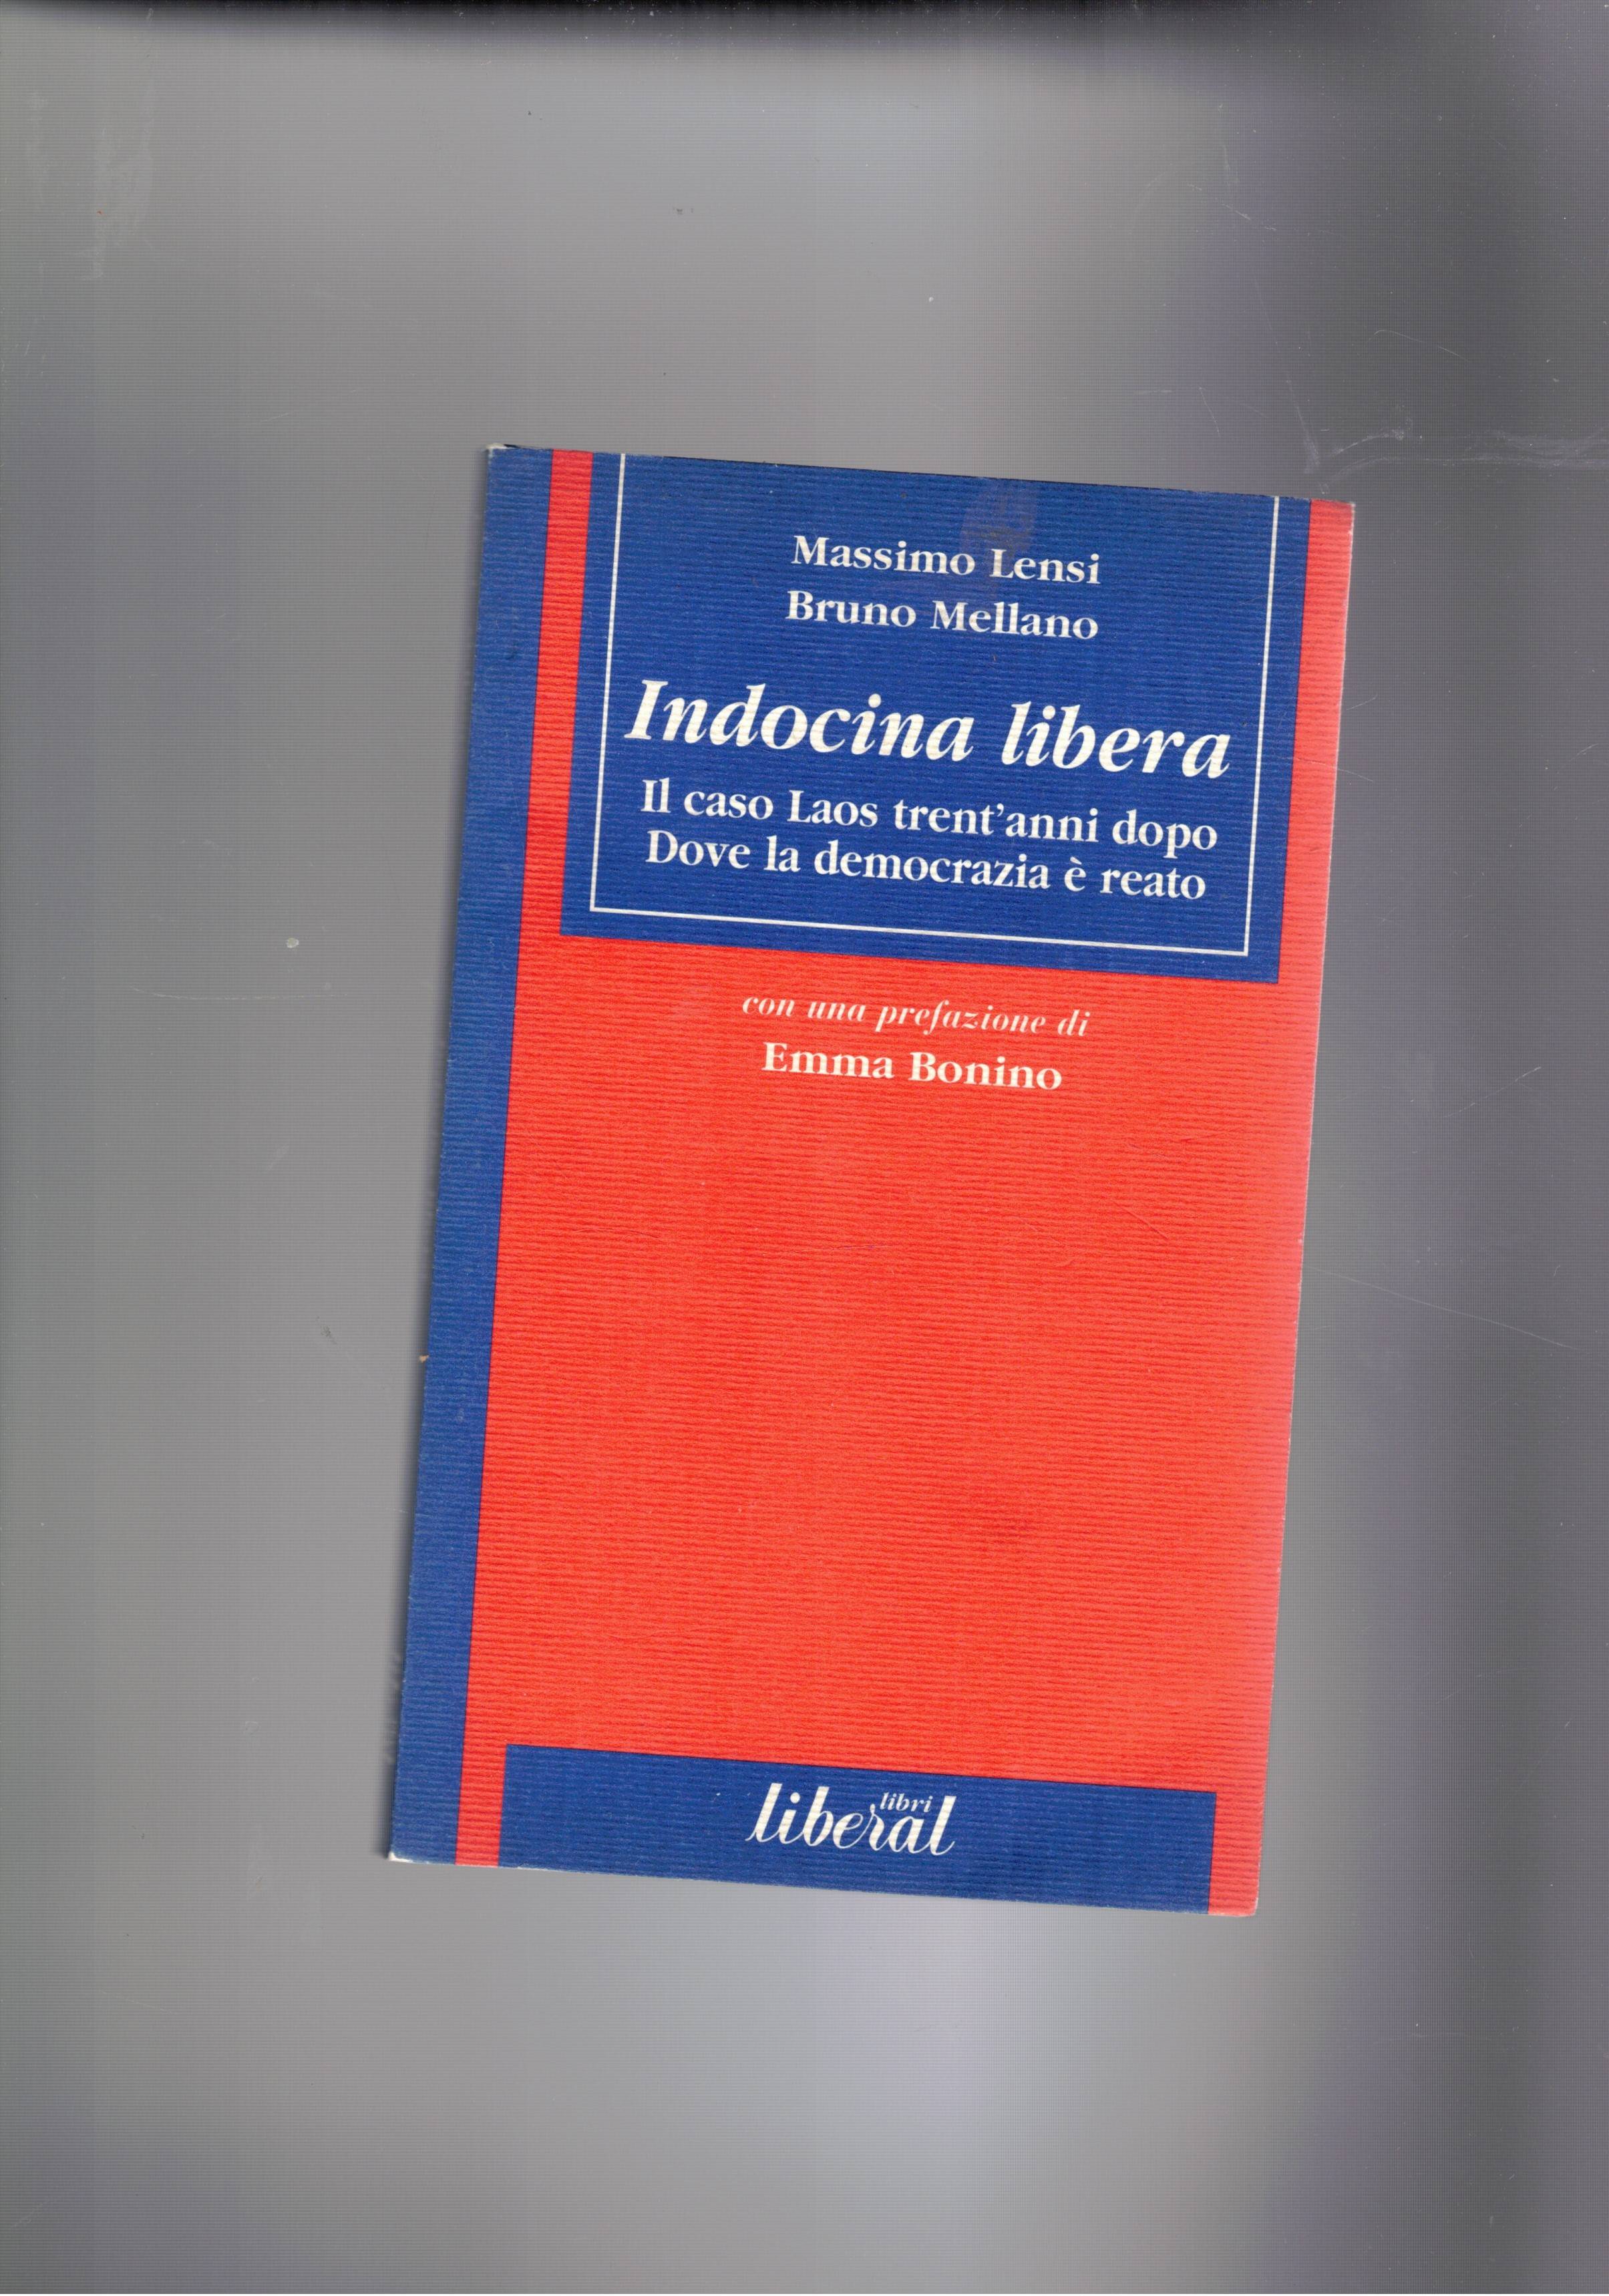 Massimo Lensi
Bruno Mellano
Indocina libera
Il caso Laos trent'anni dopo
Dove la democrazia è reato
con una prefazione di
Emma Bonino
libri
liberal